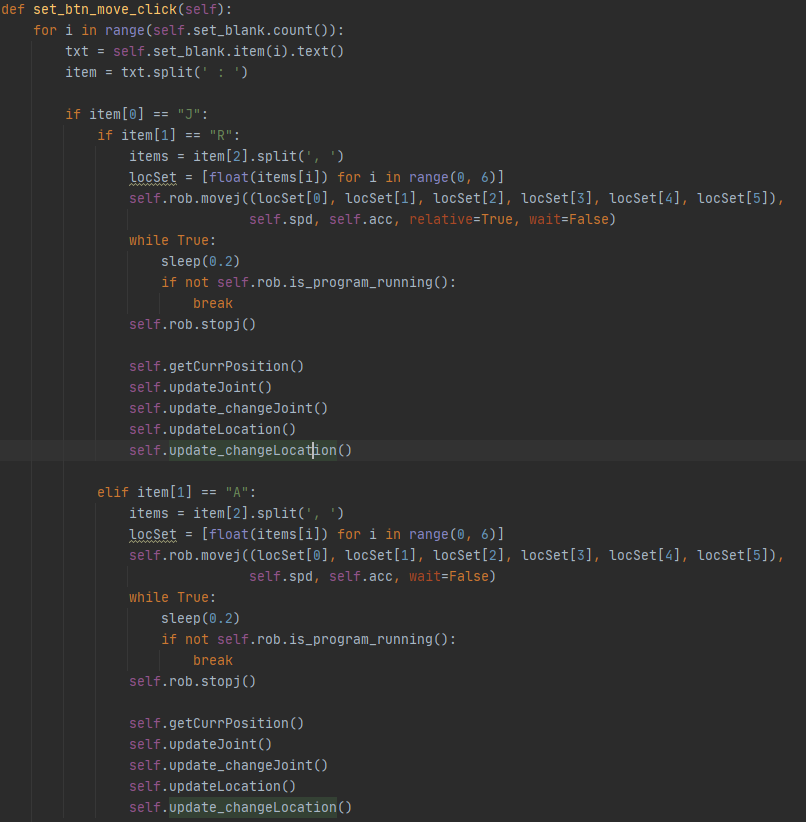 def set_btn_move_click(self):
    for i in range(self.set_blank.count()):
        txt = self.set_blank.item(i).text()
        item = txt.split(' : ')

        if item[0] == "J":
            if item[1] == "R":
                items = item[2].split(', ')
                locSet = [float(items[i]) for i in range(0, 6)]
                self.rob.movej((locSet[0], locSet[1], locSet[2], locSet[3], locSet[4], locSet[5]),
                               self.spd, self.acc, relative=True, wait=False)
                while True:
                    sleep(0.2)
                    if not self.rob.is_program_running():
                        break
                self.rob.stopj()

                self.getCurrPosition()
                self.updateJoint()
                self.update_changeJoint()
                self.updateLocation()
                self.update_changeLocation()

            elif item[1] == "A":
                items = item[2].split(', ')
                locSet = [float(items[i]) for i in range(0, 6)]
                self.rob.movej((locSet[0], locSet[1], locSet[2], locSet[3], locSet[4], locSet[5]),
                               self.spd, self.acc, wait=False)
                while True:
                    sleep(0.2)
                    if not self.rob.is_program_running():
                        break
                self.rob.stopj()

                self.getCurrPosition()
                self.updateJoint()
                self.update_changeJoint()
                self.updateLocation()
                self.update_changeLocation()